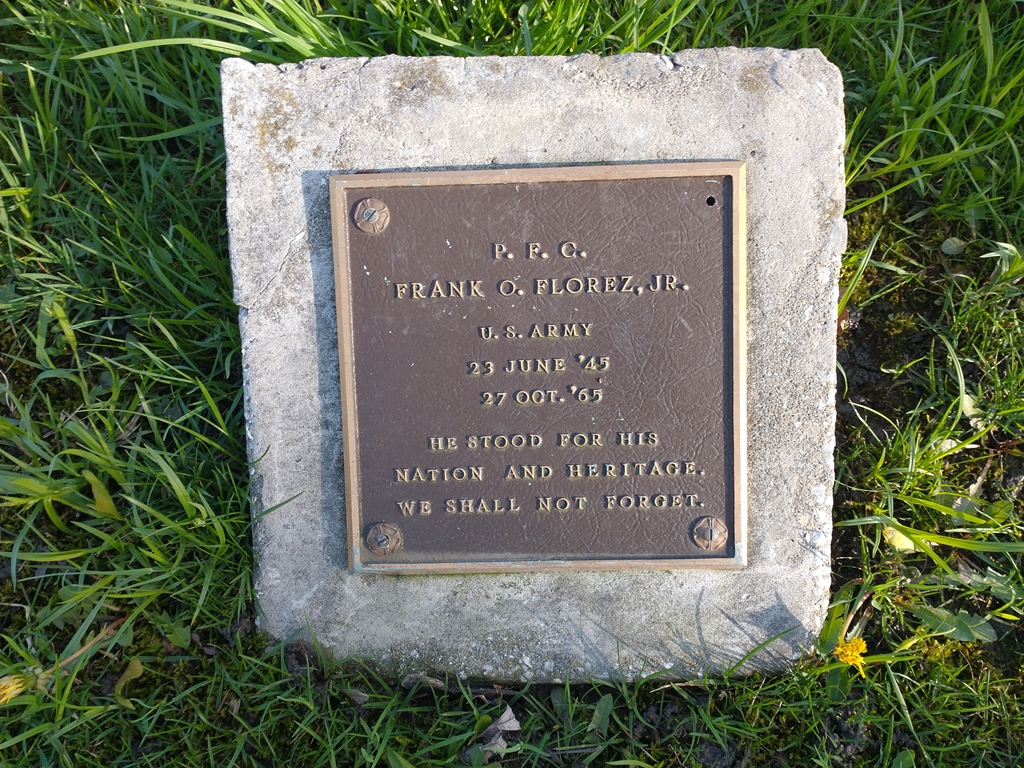 P. F. C.
FRANK O. FLOREZ, JR.
U. S. ARMY
23 JUNE '45
27 OCT. '65
HE STOOD FOR HIS
NATION AND HERITAGE.
WE SHALL NOT FORGET.